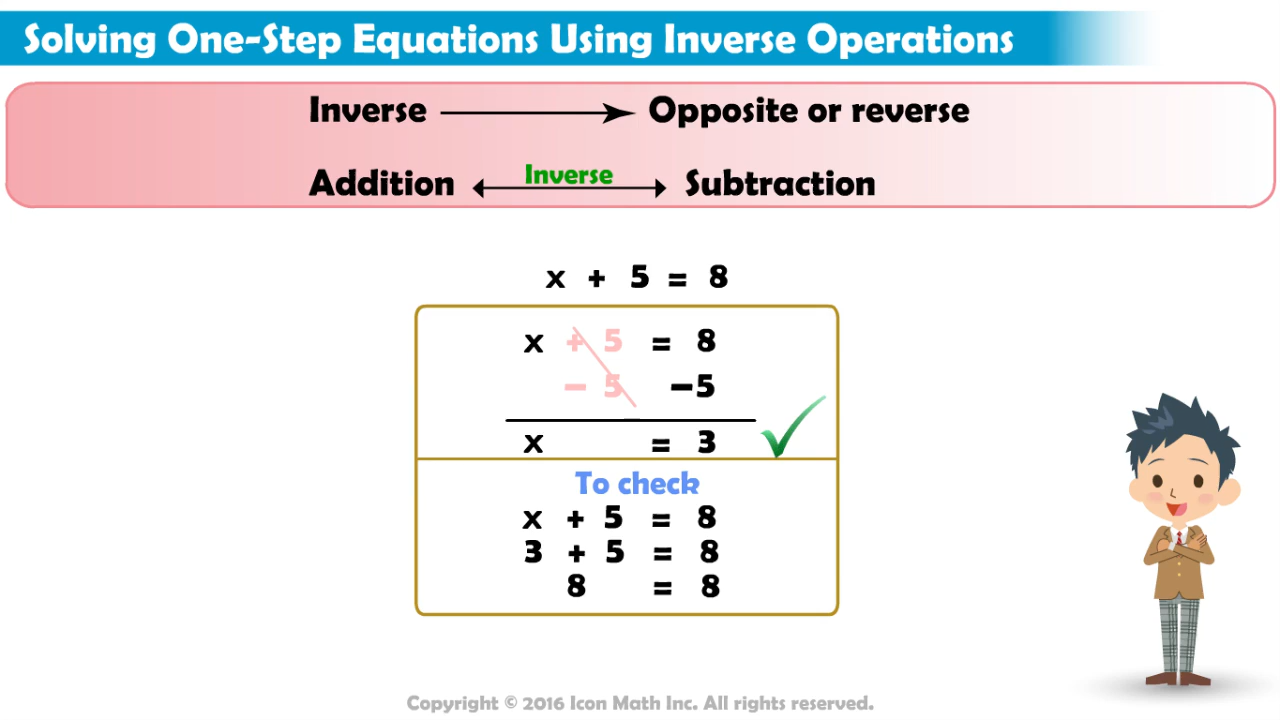 Solving One-Step Equations Using Inverse Operations
Inverse Opposite or reverse
Addition Inverse Subtraction
x + 5 = 8
x + 5 = 8
− 5 −5
x = 3
To check
x + 5 = 8
3 + 5 = 8
8 = 8
Copyright © 2016 Icon Math Inc. All rights reserved.